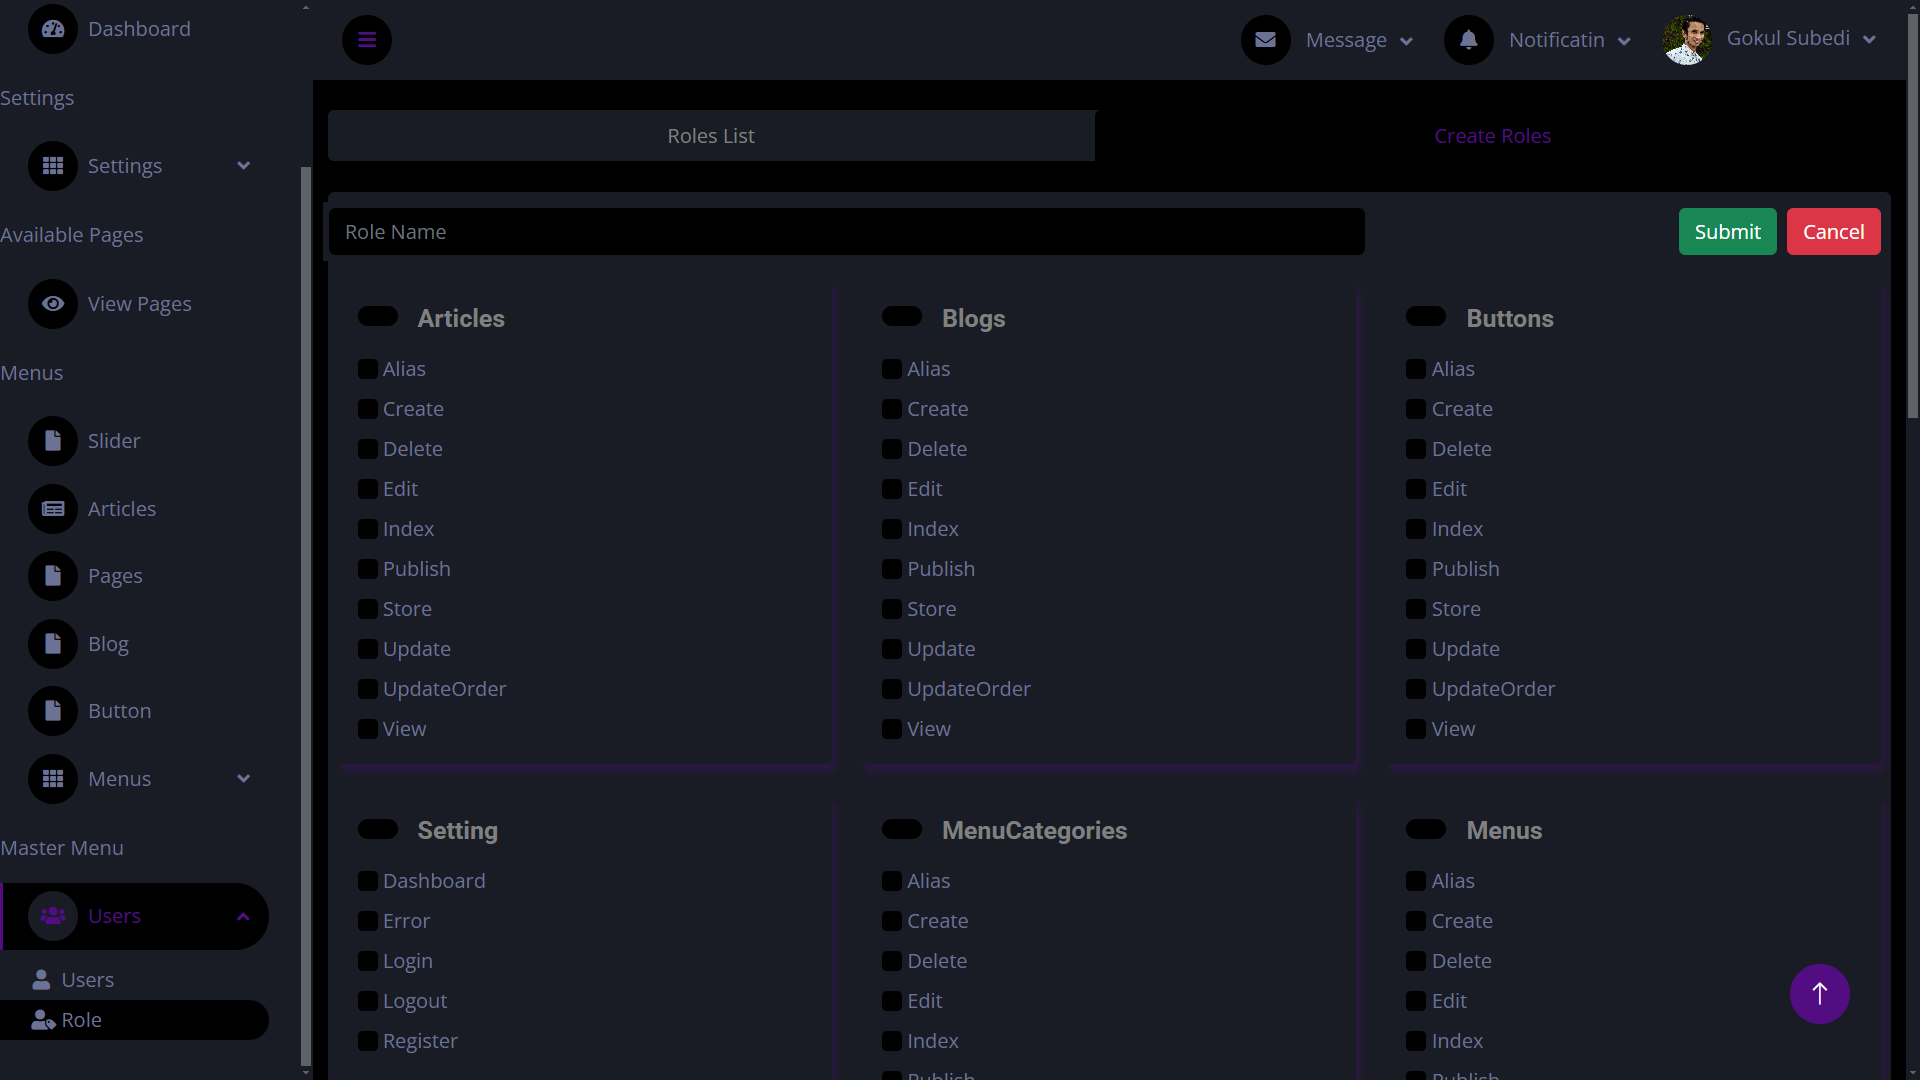 Dashboard
Settings
Settings
Available Pages
View Pages
Menus
Slider
Articles
Pages
Blog
Button
Menus
Master Menu
Users
Users
Role
Message
Notificatin
Gokul Subedi
Roles List
Create Roles
Role Name
Submit
Cancel
Articles
Alias
Create
Delete
Edit
Index
Publish
Store
Update
UpdateOrder
View
Blogs
Alias
Create
Delete
Edit
Index
Publish
Store
Update
UpdateOrder
View
Buttons
Alias
Create
Delete
Edit
Index
Publish
Store
Update
UpdateOrder
View
Setting
Dashboard
Error
Login
Logout
Register
MenuCategories
Alias
Create
Delete
Edit
Index
Publish
Menus
Alias
Create
Delete
Edit
Index
Publish